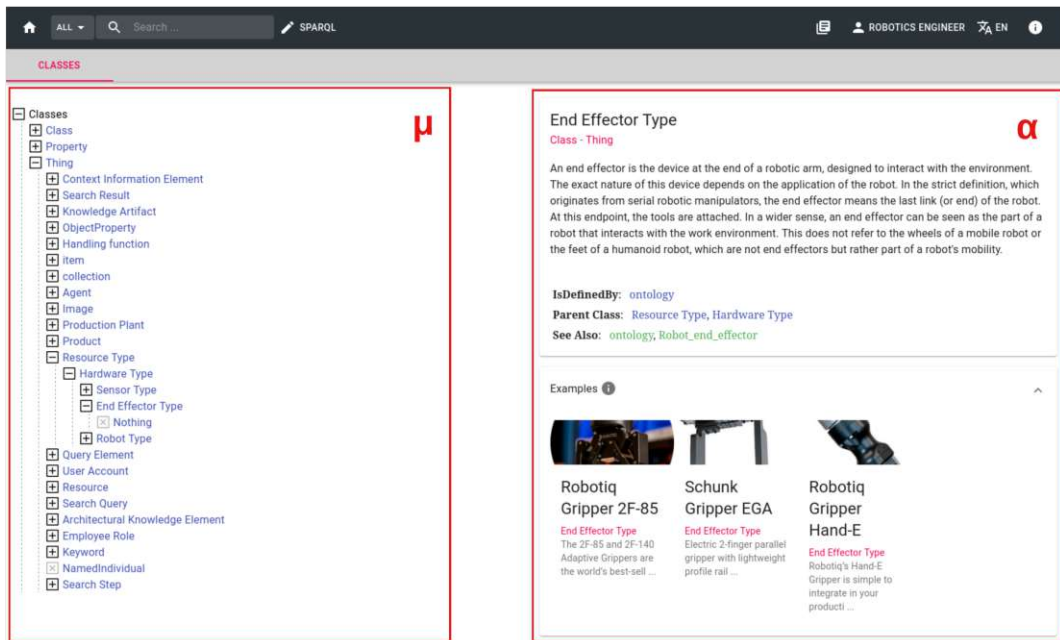 ALL
Search ...
SPARQL
ROBOTICS ENGINEER
EN
CLASSES
μ
Classes
Class
Property
Thing
Context Information Element
Search Result
Knowledge Artifact
ObjectProperty
Handling function
item
collection
Agent
Image
Production Plant
Product
Resource Type
Hardware Type
Sensor Type
End Effector Type
Nothing
Robot Type
Query Element
User Account
Resource
Search Query
Architectural Knowledge Element
Employee Role
Keyword
NamedIndividual
Search Step
α
End Effector Type
Class - Thing
An end effector is the device at the end of a robotic arm, designed to interact with the environment.
The exact nature of this device depends on the application of the robot. In the strict definition, which
originates from serial robotic manipulators, the end effector means the last link (or end) of the robot.
At this endpoint, the tools are attached. In a wider sense, an end effector can be seen as the part of a
robot that interacts with the work environment. This does not refer to the wheels of a mobile robot or
the feet of a humanoid robot, which are not end effectors but rather part of a robot's mobility.
IsDefinedBy: ontology
Parent Class: Resource Type, Hardware Type
See Also: ontology, Robot_end_effector
Examples
Robotiq
Gripper 2F-85
End Effector Type
The 2F-85 and 2F-140
Adaptive Grippers are
the world's best-sell ...
Schunk
Gripper EGA
End Effector Type
Electric 2-finger parallel
gripper with lightweight
profile rail ...
Robotiq
Gripper
Hand-E
End Effector Type
Robotiq's Hand-E
Gripper is simple to
integrate in your
producti ...